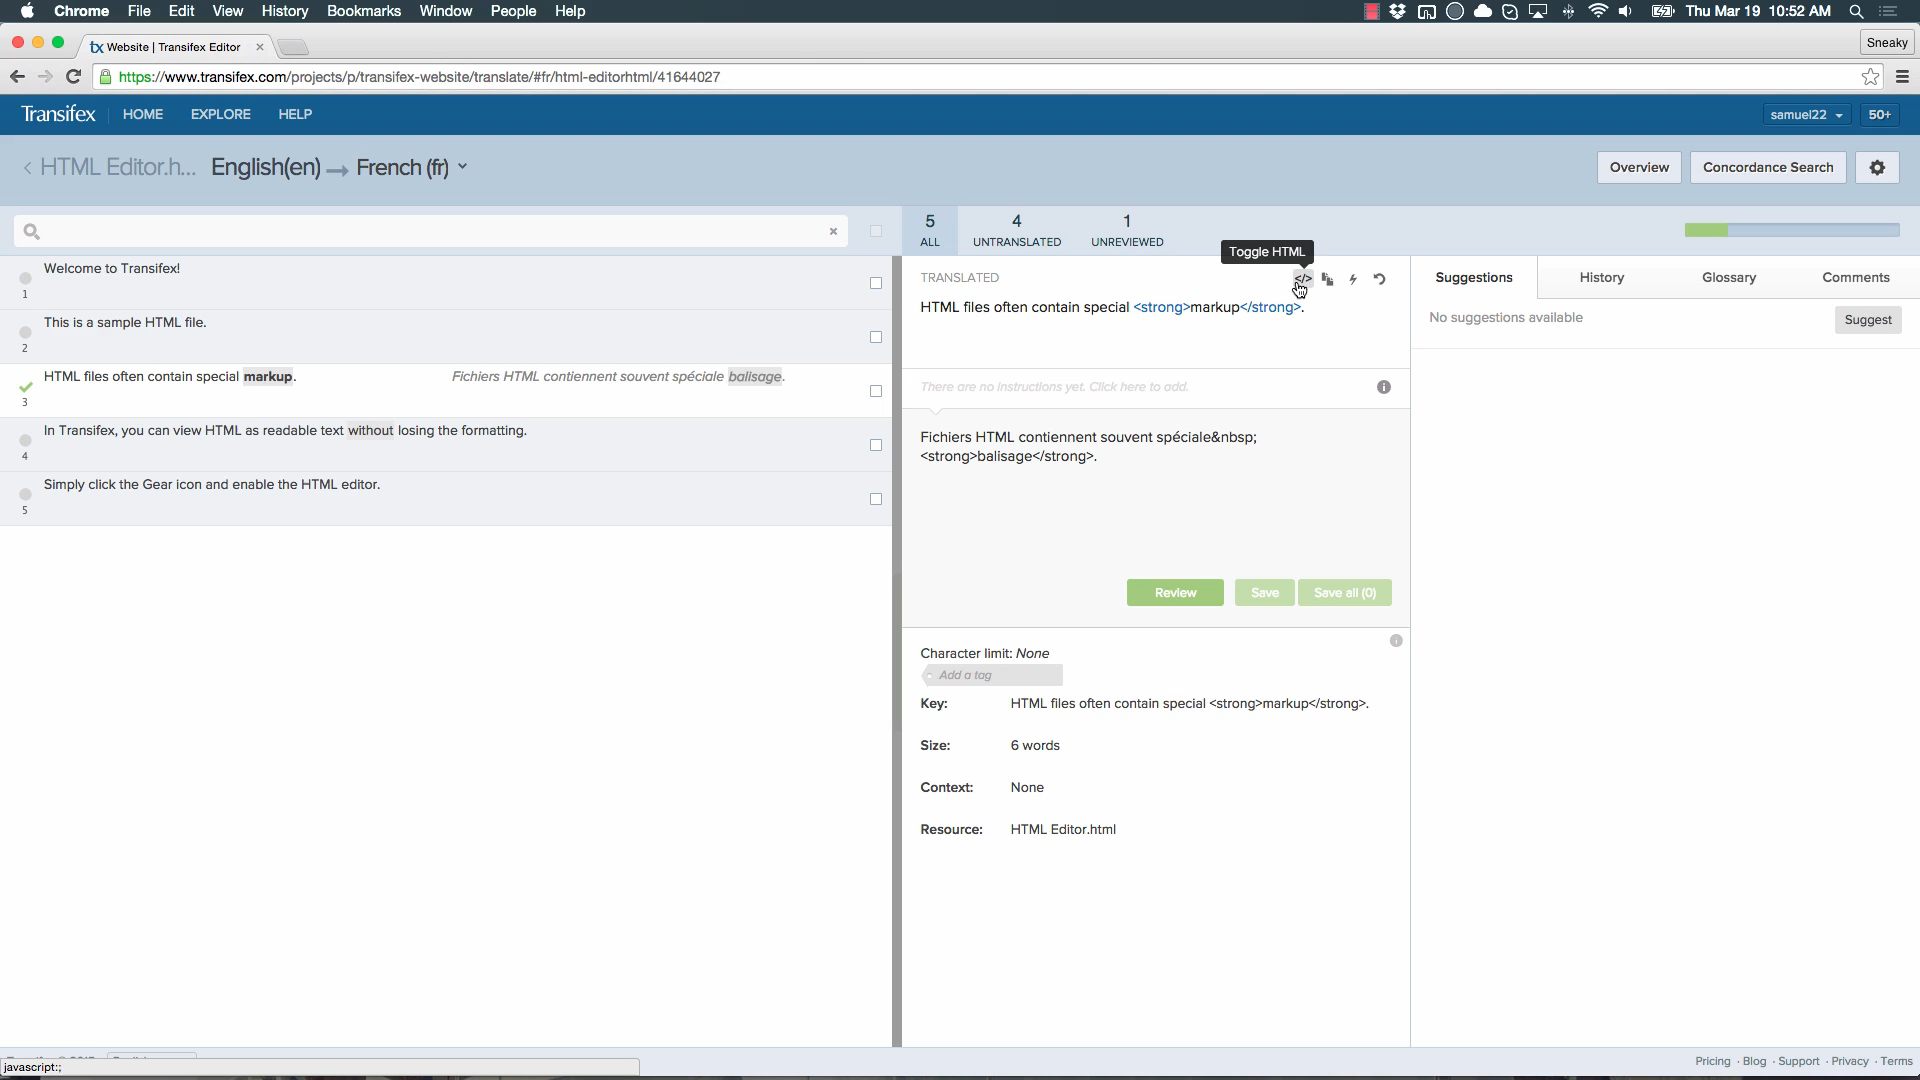 Chrome File Edit View History Bookmarks Window People Help Thu Mar 19 10:52 AM
tx Website | Transifex Editor × Sneaky
https://www.transifex.com/projects/p/transifex-website/translate/#fr/html-editorhtml/41644027
Transifex HOME EXPLORE HELP samuel22 50+
HTML Editor.h... English(en) → French (fr) Overview Concordance Search
5 4 1
ALL UNTRANSLATED UNREVIEWED
Toggle HTML
Welcome to Transifex!
1
This is a sample HTML file.
2
HTML files often contain special markup. Fichiers HTML contiennent souvent spéciale balisage.
3
In Transifex, you can view HTML as readable text without losing the formatting.
4
Simply click the Gear icon and enable the HTML editor.
5
TRANSLATED </>
HTML files often contain special <strong>markup</strong>.
There are no instructions yet. Click here to add.
Fichiers HTML contiennent souvent spéciale&nbsp;
<strong>balisage</strong>.
Review Save Save all (0)
Character limit: None
Add a tag
Key: HTML files often contain special <strong>markup</strong>.
Size: 6 words
Context: None
Resource: HTML Editor.html
Suggestions History Glossary Comments
No suggestions available Suggest
Pricing · Blog · Support · Privacy · Terms
javascript:;